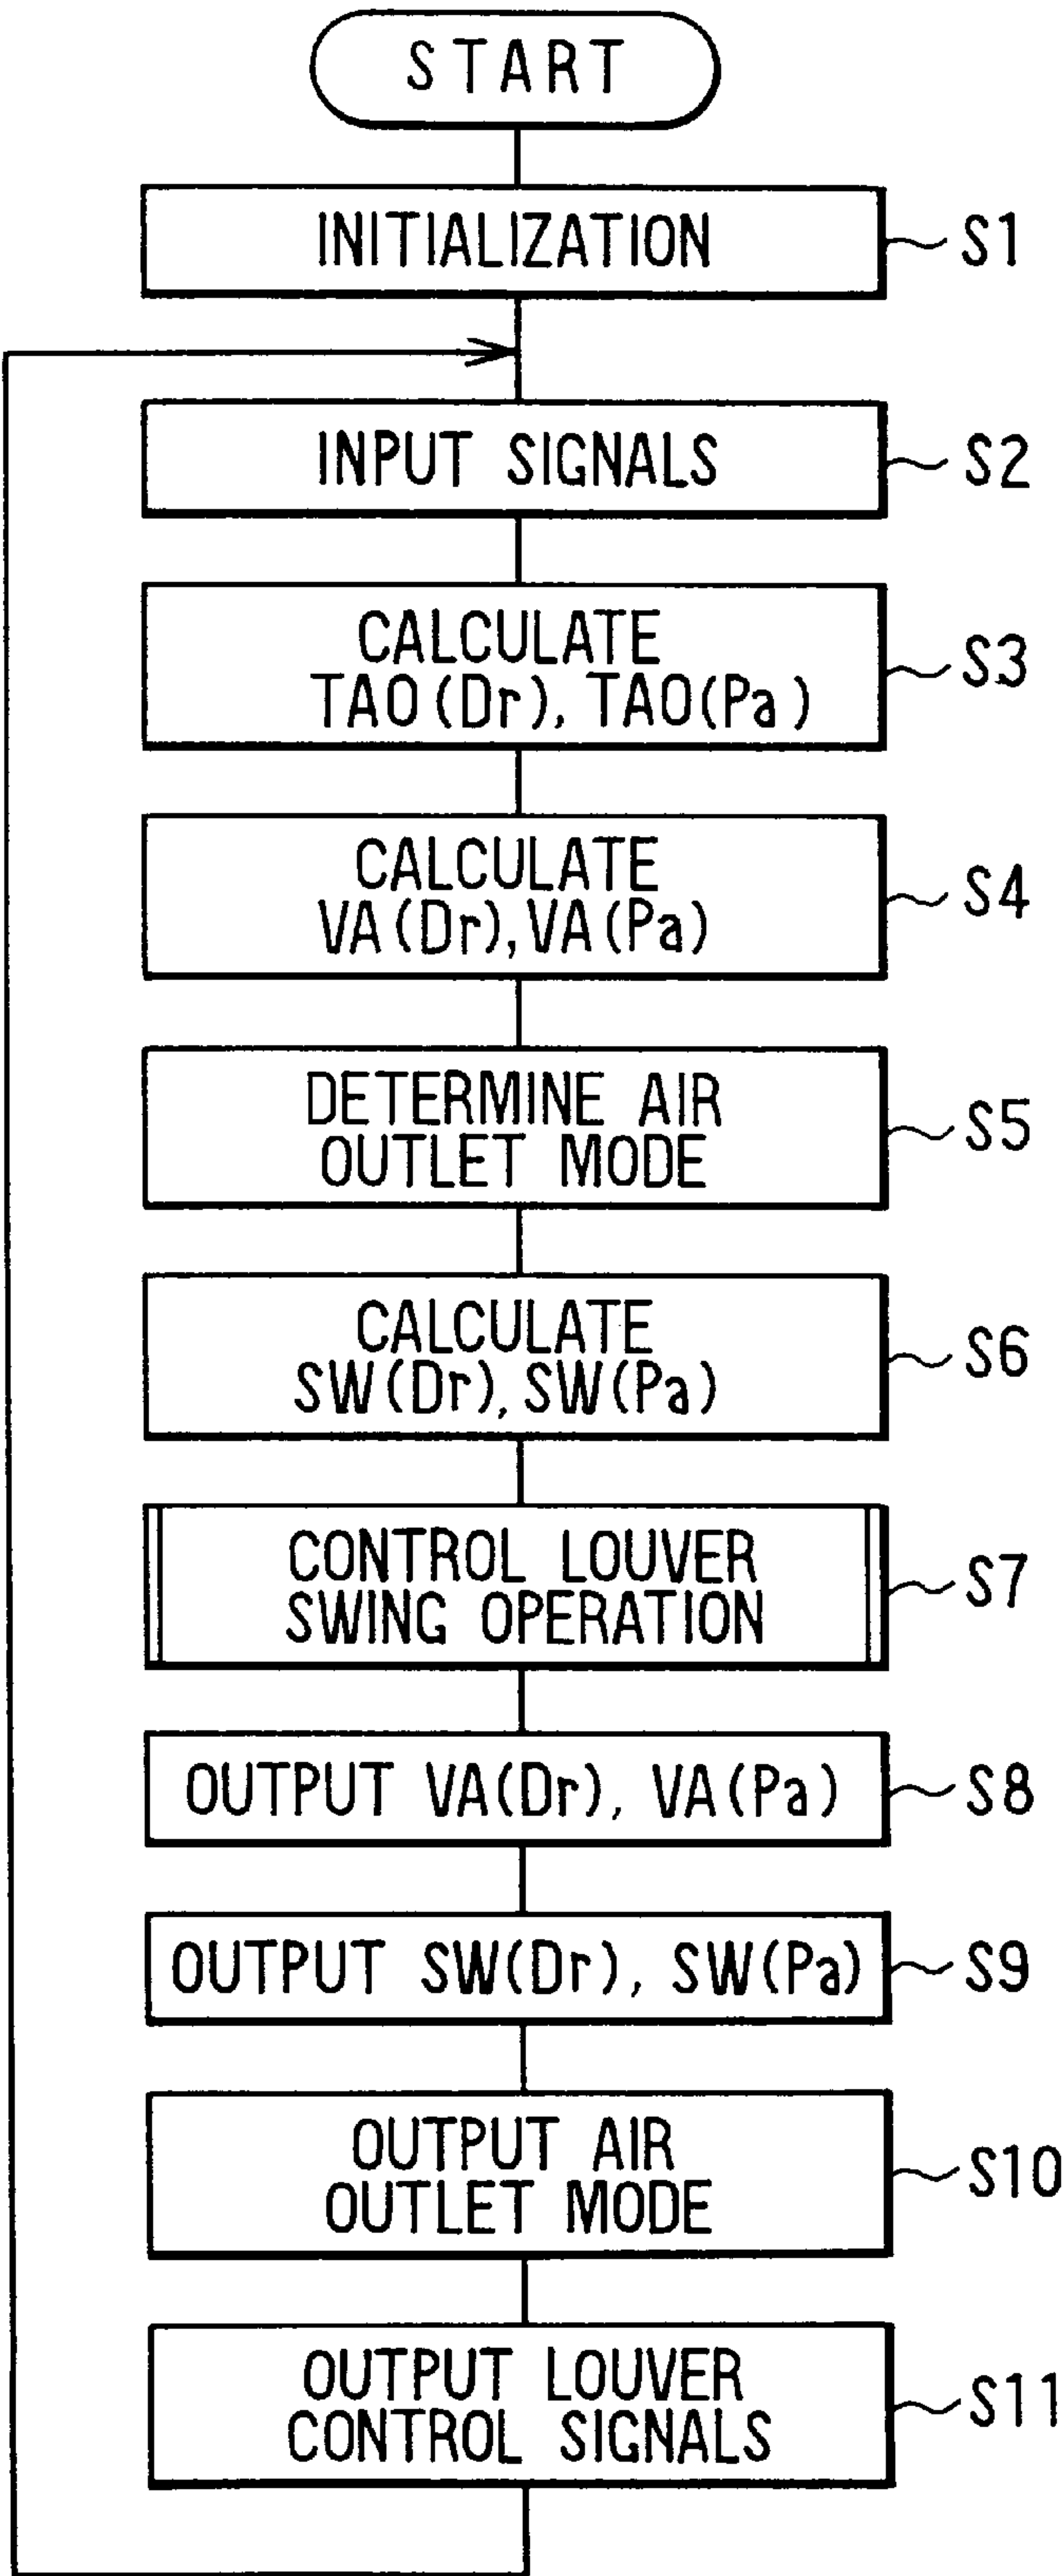 START
INITIALIZATION S1
INPUT SIGNALS S2
CALCULATE
TAO(Dr), TAO(Pa) S3
CALCULATE
VA(Dr), VA(Pa) S4
DETERMINE AIR
OUTLET MODE S5
CALCULATE
SW(Dr), SW(Pa) S6
CONTROL LOUVER
SWING OPERATION S7
OUTPUT VA(Dr), VA(Pa) S8
OUTPUT SW(Dr), SW(Pa) S9
OUTPUT AIR
OUTLET MODE S10
OUTPUT LOUVER
CONTROL SIGNALS S11